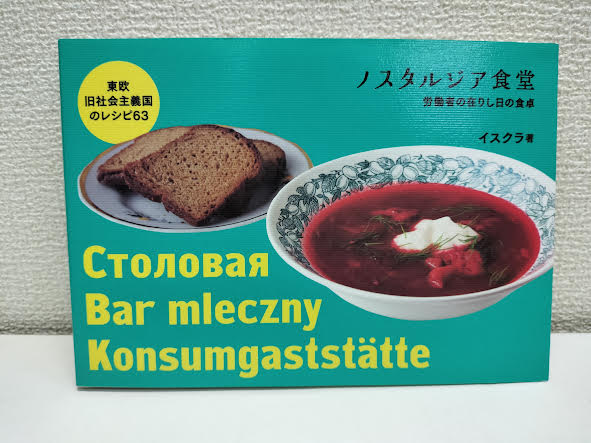 東欧
旧社会主義国
のレシピ63
ノスタルジア食堂
労働者の在りし日の食卓
イスクラ著
Столовая
Bar mleczny
Konsumgaststätte